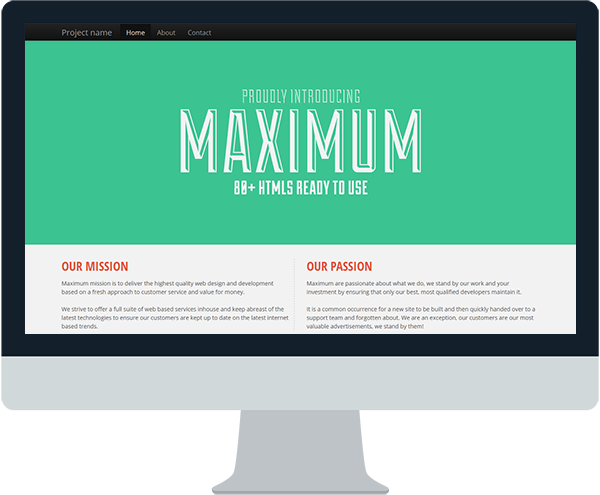 Project name Home About Contact
PROUDLY INTRODUCING
MAXIMUM
80+ HTMLS READY TO USE
OUR MISSION
Maximum mission is to deliver the highest quality web design and development
based on a fresh approach to customer service and value for money.
We strive to offer a full suite of web based services inhouse and keep abreast of the
latest technologies to ensure our customers are kept up to date on the latest internet
based trends.
OUR PASSION
Maximum are passionate about what we do, we stand by our work and your
investment by ensuring that only our best, most qualified developers maintain it.
It is a common occurrence for a new site to be built and then quickly handed over to a
support team and forgotten about. We are an exception, our customers are our most
valuable advertisements, we stand by them!